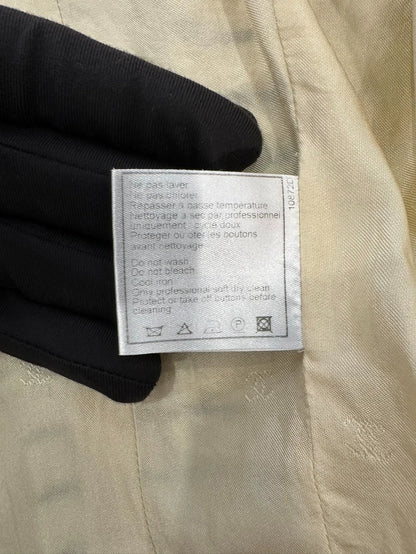 Ne pas laver
Ne pas chlorer
Repasser à basse température
Nettoyage à sec par professionnel
uniquement : cycle doux
Protéger ou ôter les boutons
avant nettoyage
Do not wash
Do not bleach
Cool iron
Only professional soft dry clean
Protect or take off buttons before
cleaning
P